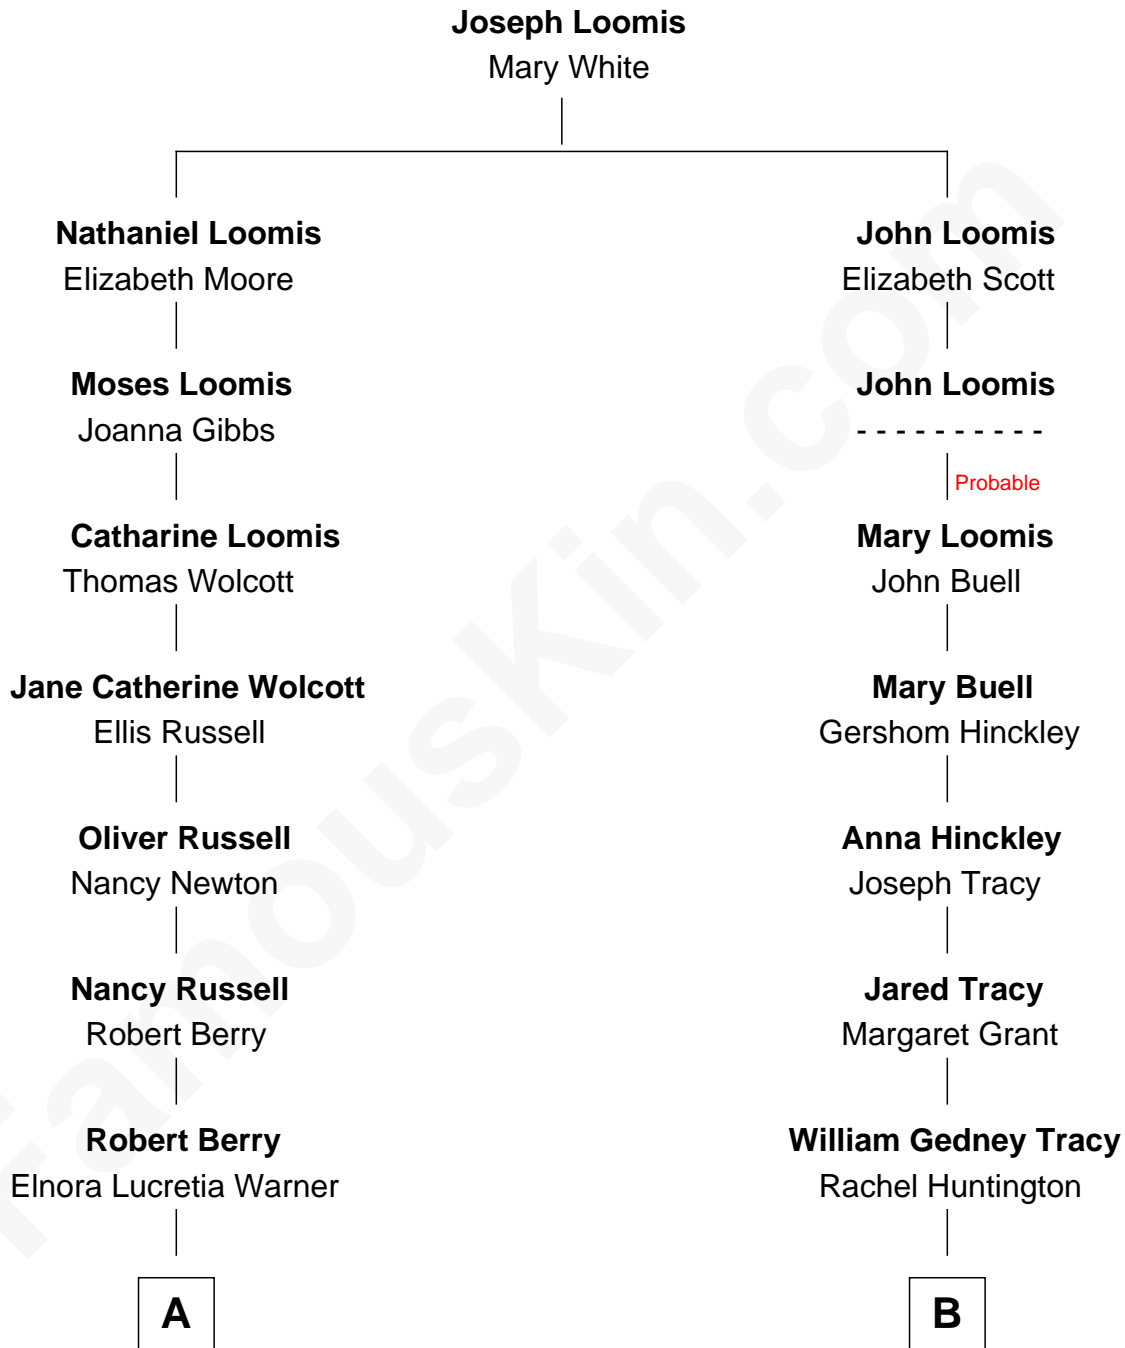 Joseph Loomis
Mary White
Nathaniel Loomis
Elizabeth Moore
John Loomis
Elizabeth Scott
Moses Loomis
Joanna Gibbs
John Loomis
- - - - - - - - - -
Probable
Catharine Loomis
Thomas Wolcott
Mary Loomis
John Buell
Jane Catherine Wolcott
Ellis Russell
Mary Buell
Gershom Hinckley
Oliver Russell
Nancy Newton
Anna Hinckley
Joseph Tracy
Nancy Russell
Robert Berry
Jared Tracy
Margaret Grant
Robert Berry
Elnora Lucretia Warner
William Gedney Tracy
Rachel Huntington
A
B
FamousKin.com